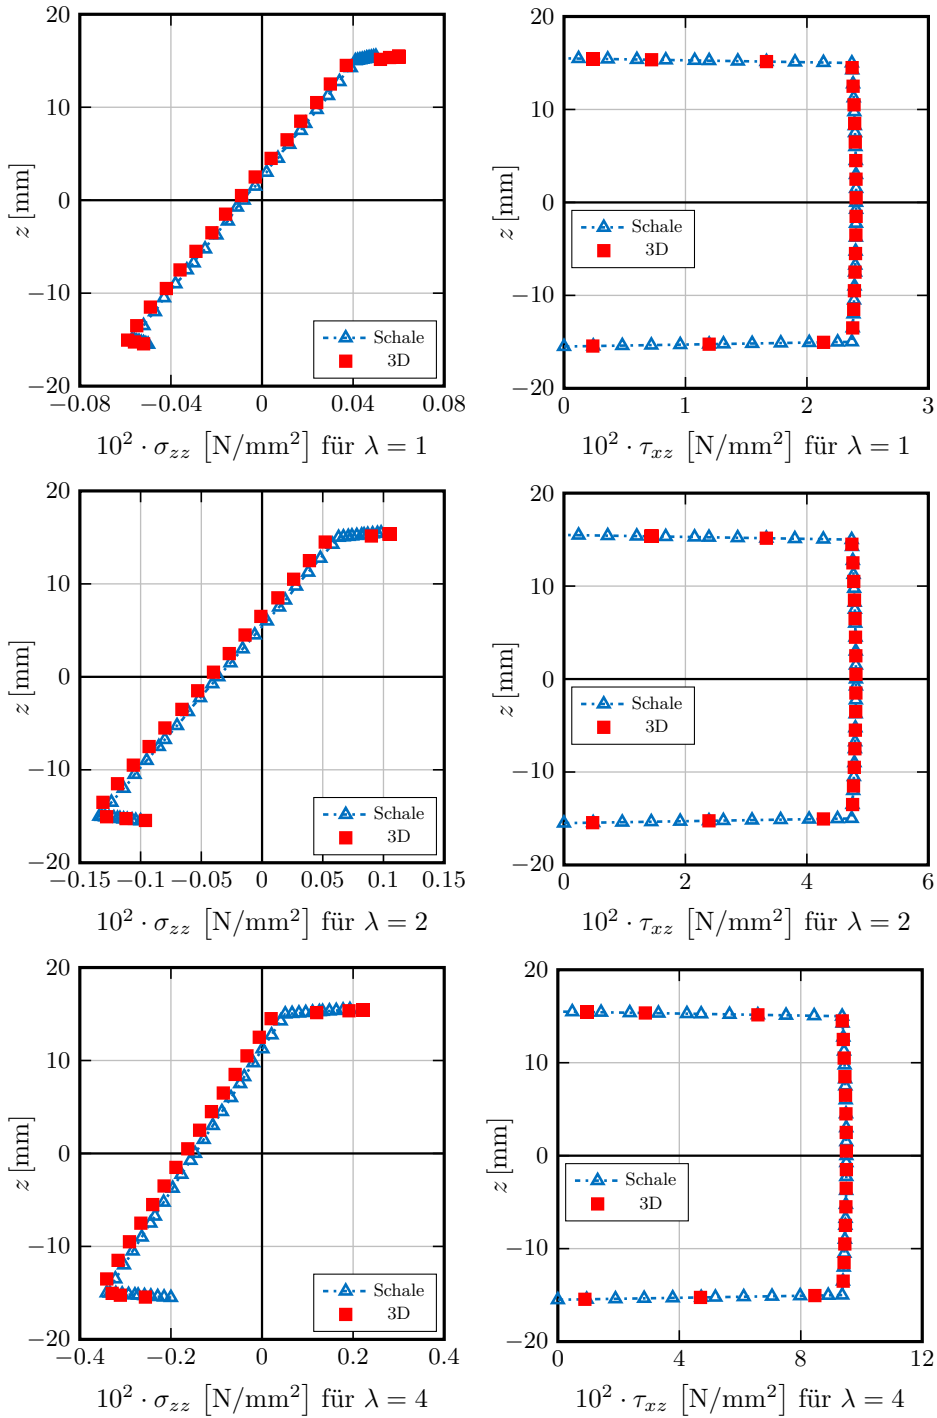 20
10
0
−10
−20
z [mm]
−0.08 −0.04 0 0.04 0.08
Schale
3D
10² · σ_zz [N/mm²] für λ = 1
20
10
0
−10
−20
z [mm]
0 1 2 3
Schale
3D
10² · τ_xz [N/mm²] für λ = 1
20
10
0
−10
−20
z [mm]
−0.15 −0.1 −0.05 0 0.05 0.1 0.15
Schale
3D
10² · σ_zz [N/mm²] für λ = 2
20
10
0
−10
−20
z [mm]
0 2 4 6
Schale
3D
10² · τ_xz [N/mm²] für λ = 2
20
10
0
−10
−20
z [mm]
−0.4 −0.2 0 0.2 0.4
Schale
3D
10² · σ_zz [N/mm²] für λ = 4
20
10
0
−10
−20
z [mm]
0 4 8 12
Schale
3D
10² · τ_xz [N/mm²] für λ = 4